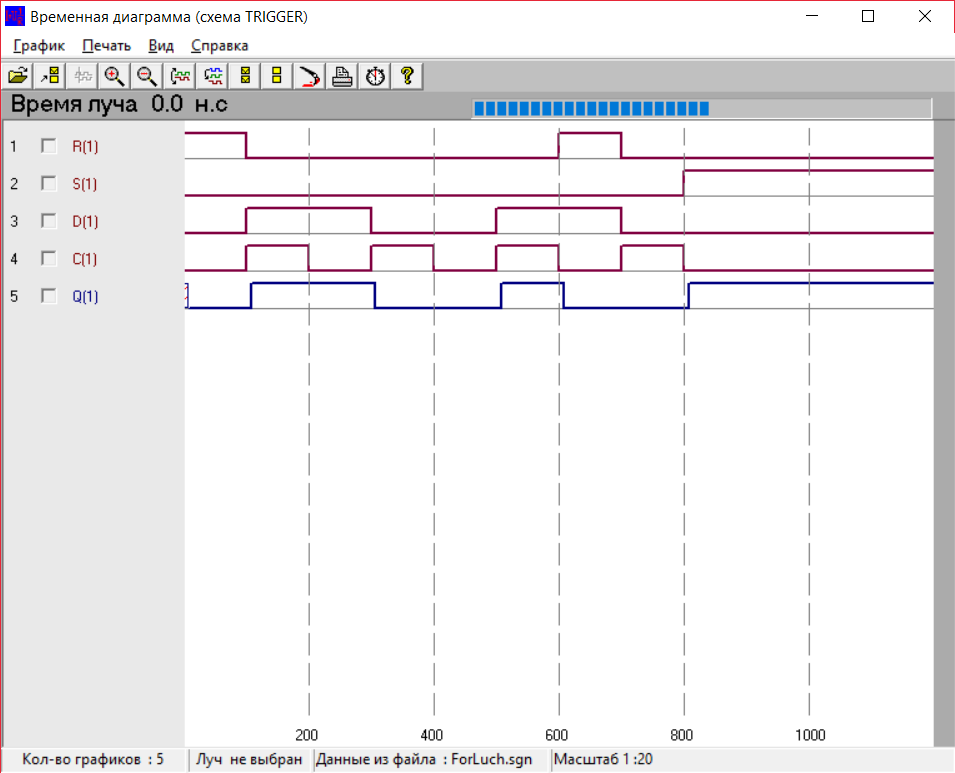 Временная диаграмма (схема TRIGGER)
График Печать Вид Справка
Время луча 0.0 н.с
1 R(1)
2 S(1)
3 D(1)
4 C(1)
5 Q(1)
200 400 600 800 1000
Кол-во графиков : 5 Луч не выбран Данные из файла : ForLuch.sgn Масштаб 1 :20